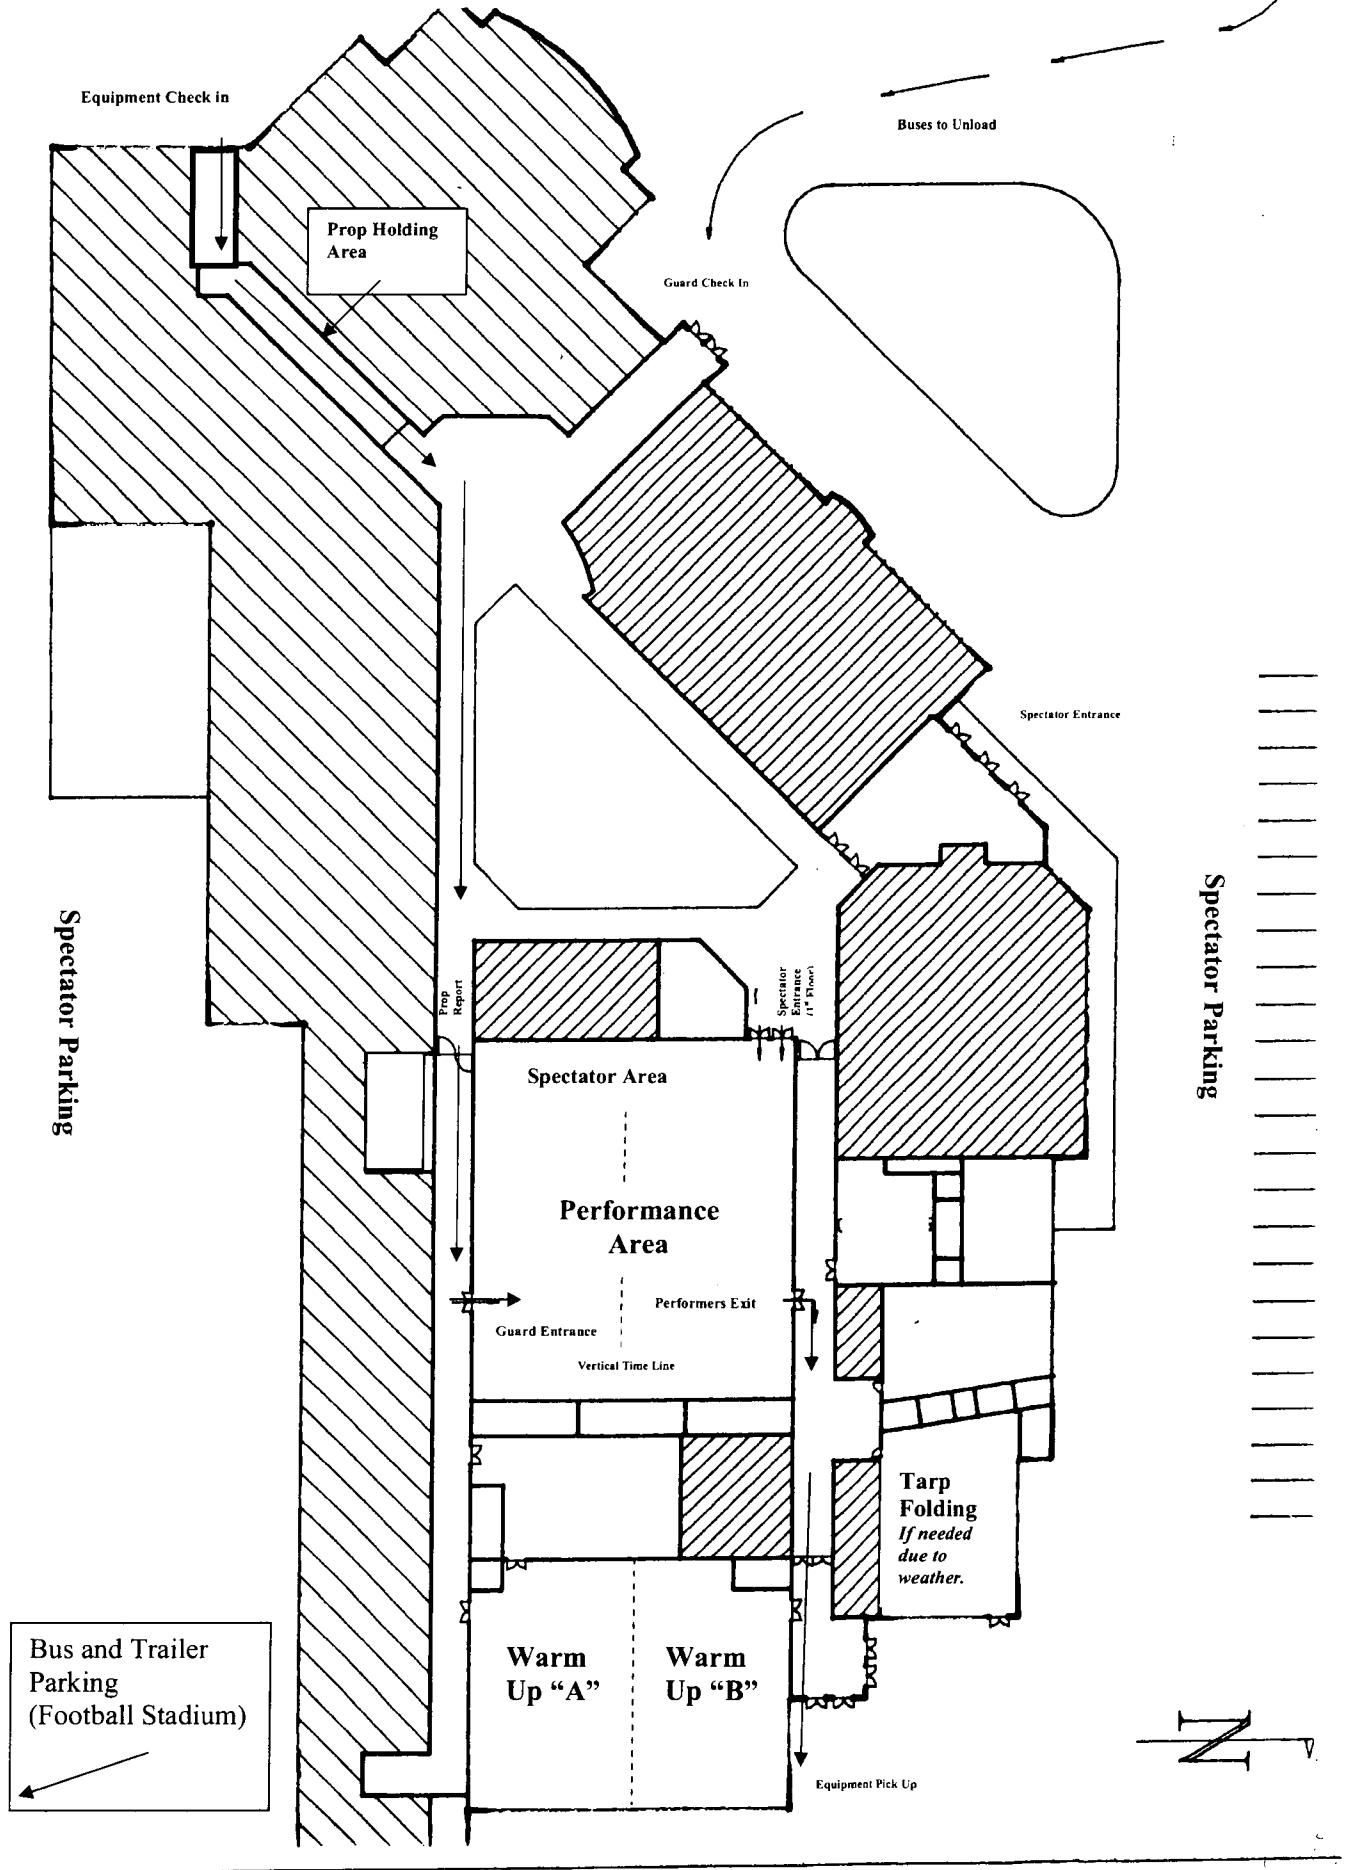 Equipment Check in
Buses to Unload
Prop Holding
Area
Guard Check In
Spectator Entrance
Spectator Parking
Spectator Parking
Prop
Report
Spectator
Entrance
(1st Floor)
Spectator Area
Performance
Area
Performers Exit
Guard Entrance
Vertical Time Line
Tarp
Folding
If needed
due to
weather.
Warm
Up “A”
Warm
Up “B”
Bus and Trailer
Parking
(Football Stadium)
N
Equipment Pick Up